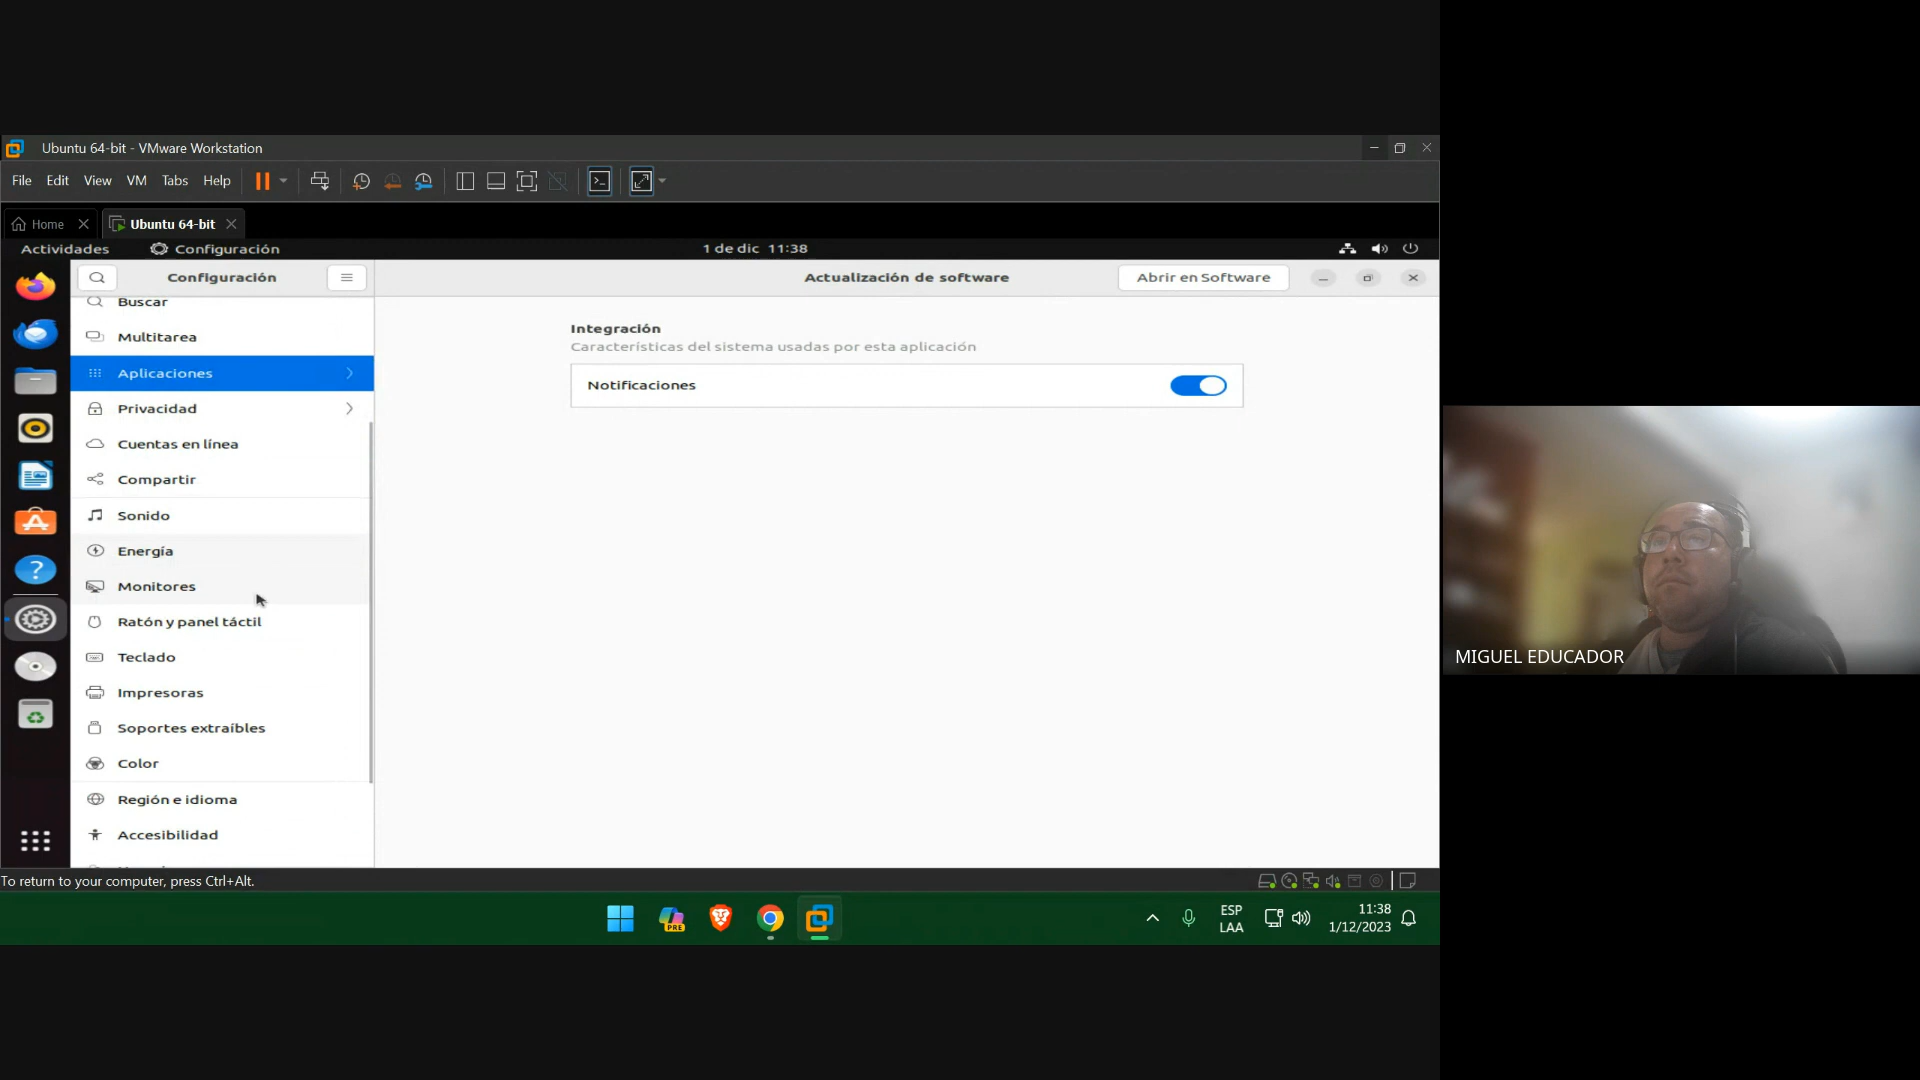 Ubuntu 64-bit - VMware Workstation
File Edit View VM Tabs Help
Home Ubuntu 64-bit
Actividades Configuración 1 de dic 11:38
Configuración Actualización de software Abrir en Software
Buscar
Multitarea
Aplicaciones
Privacidad
Cuentas en línea
Compartir
Sonido
Energía
Monitores
Ratón y panel táctil
Teclado
Impresoras
Soportes extraíbles
Color
Región e idioma
Accesibilidad
Integración
Características del sistema usadas por esta aplicación
Notificaciones
To return to your computer, press Ctrl+Alt.
PRE
ESP
LAA
11:38
1/12/2023
MIGUEL EDUCADOR